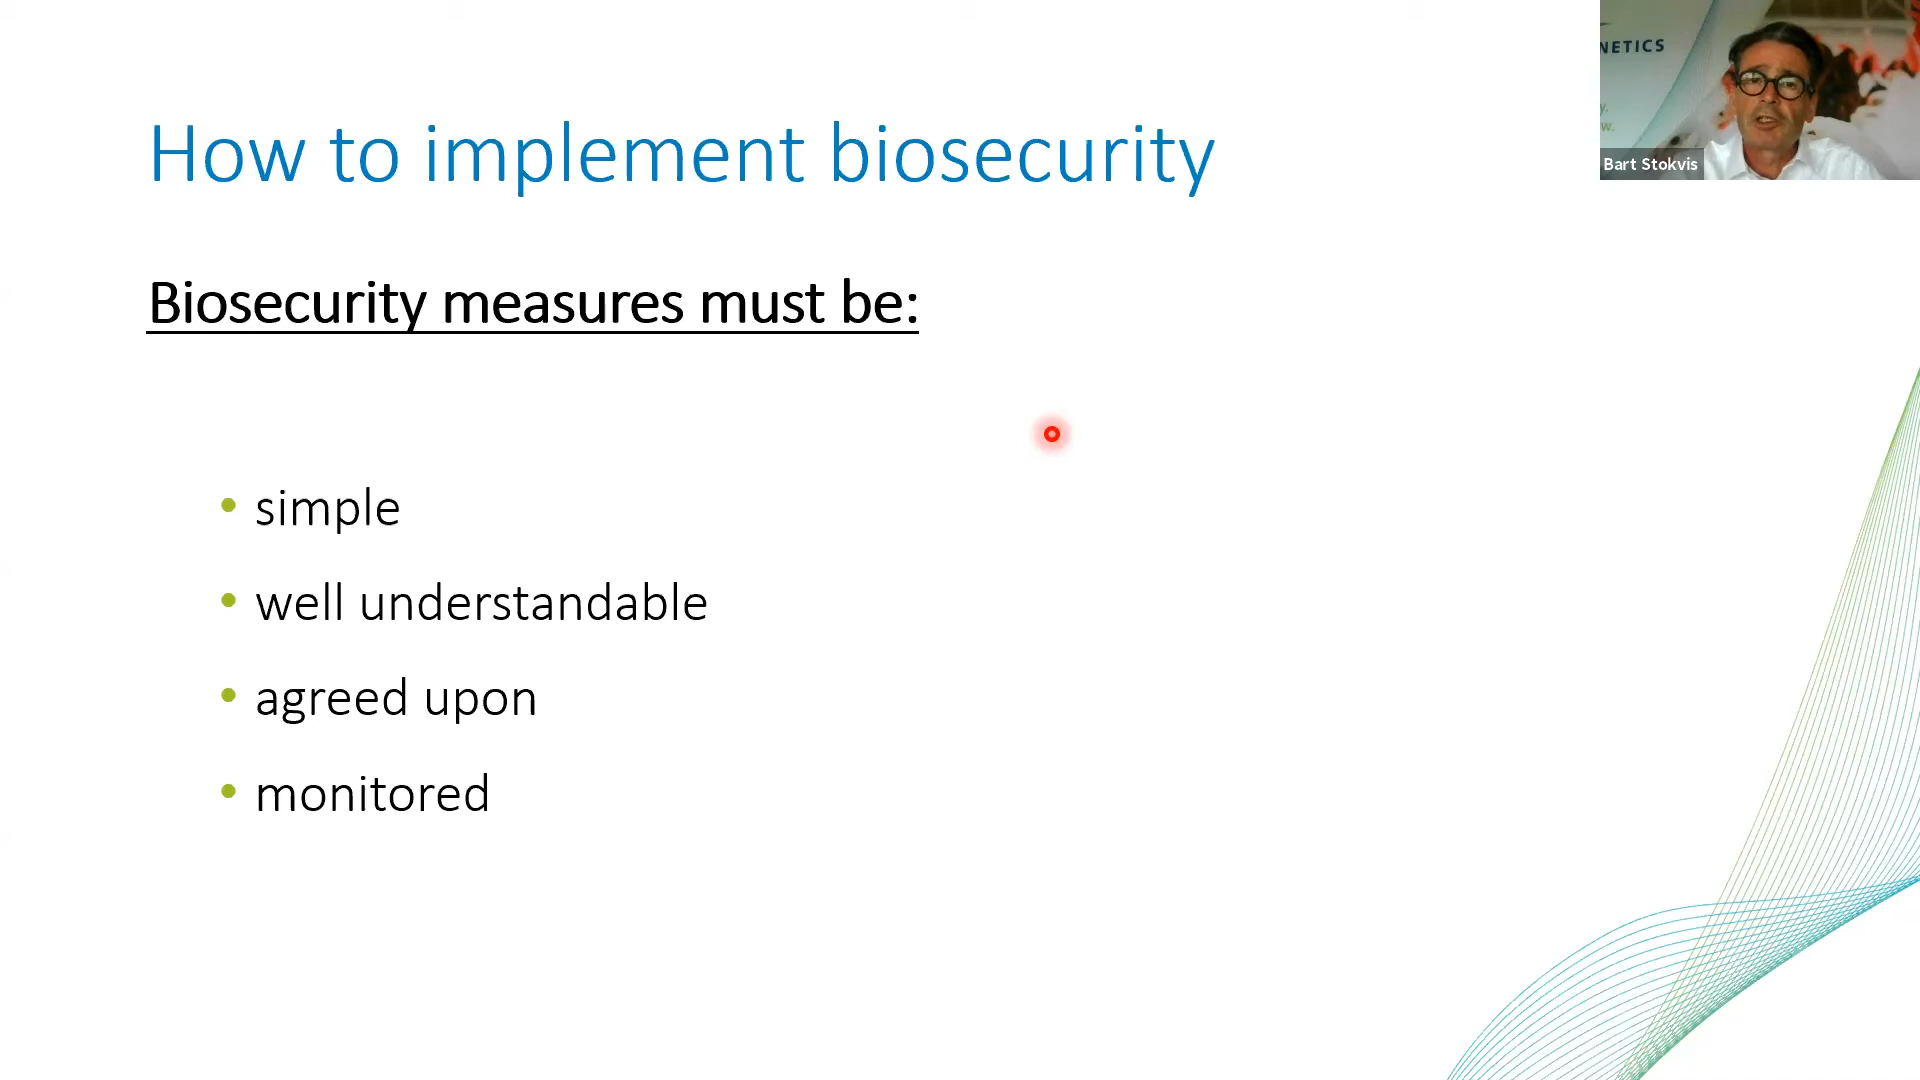 How to implement biosecurity
Biosecurity measures must be:
• simple
• well understandable
• agreed upon
• monitored
NETICS
y.
w.
Bart Stokvis